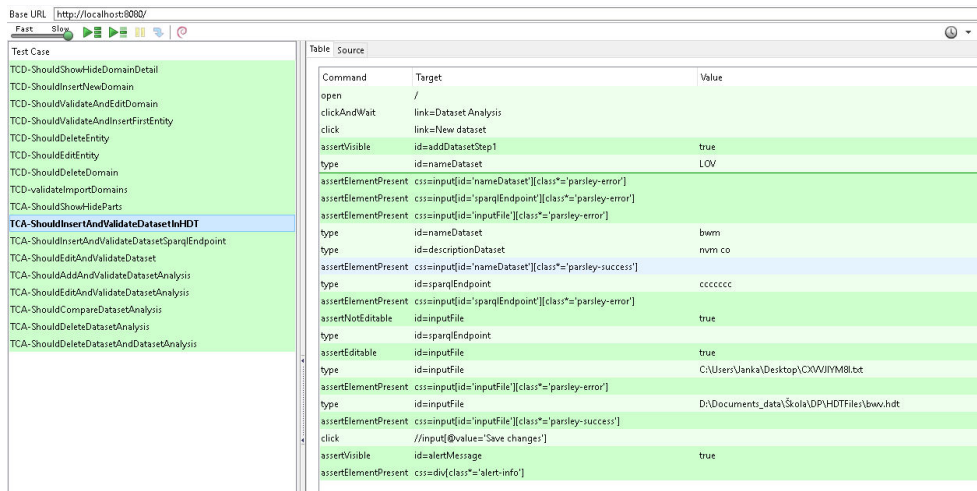 Base URL http://localhost:8080/
Fast Slow
Test Case
TCD-ShouldShowHideDomainDetail
TCD-ShouldInsertNewDomain
TCD-ShouldValidateAndEditDomain
TCD-ShouldValidateAndInsertFirstEntity
TCD-ShouldDeleteEntity
TCD-ShouldEditEntity
TCD-ShouldDeleteDomain
TCD-validateImportDomains
TCA-ShouldShowHideParts
TCA-ShouldInsertAndValidateDatasetInHDT
TCA-ShouldInsertAndValidateDatasetSparqlEndpoint
TCA-ShouldEditAndValidateDataset
TCA-ShouldAddAndValidateDatasetAnalysis
TCA-ShouldEditAndValidateDatasetAnalysis
TCA-ShouldCompareDatasetAnalysis
TCA-ShouldDeleteDatasetAnalysis
TCA-ShouldDeleteDatasetAndDatasetAnalysis
Table Source
Command Target Value
open /
clickAndWait link=Dataset Analysis
click link=New dataset
assertVisible id=addDatasetStep1 true
type id=nameDataset LOV
assertElementPresent css=input[id='nameDataset'][class*='parsley-error']
assertElementPresent css=input[id='sparqlEndpoint'][class*='parsley-error']
assertElementPresent css=input[id='inputFile'][class*='parsley-error']
type id=nameDataset bwm
type id=descriptionDataset nvm co
assertElementPresent css=input[id='nameDataset'][class*='parsley-success']
type id=sparqlEndpoint ccccccc
assertElementPresent css=input[id='sparqlEndpoint'][class*='parsley-error']
assertNotEditable id=inputFile true
type id=sparqlEndpoint
assertEditable id=inputFile true
type id=inputFile
assertElementPresent css=input[id='inputFile'][class*='parsley-error']
type id=inputFile D:\Documents_data\Škola\DP\HDTFiles\bwv.hdt
assertElementPresent css=input[id='inputFile'][class*='parsley-success']
click //input[@value='Save changes']
assertVisible id=alertMessage true
assertElementPresent css=div[class*='alert-info']